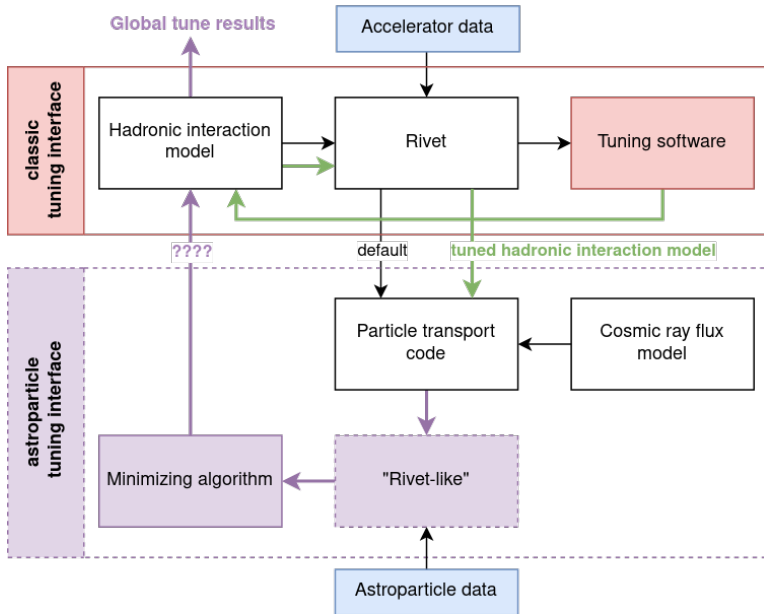 Global tune results
Accelerator data
classic
tuning interface
Hadronic interaction
model
Rivet
Tuning software
????
default
tuned hadronic interaction model
astroparticle
tuning interface
Particle transport
code
Cosmic ray flux
model
Minimizing algorithm
"Rivet-like"
Astroparticle data